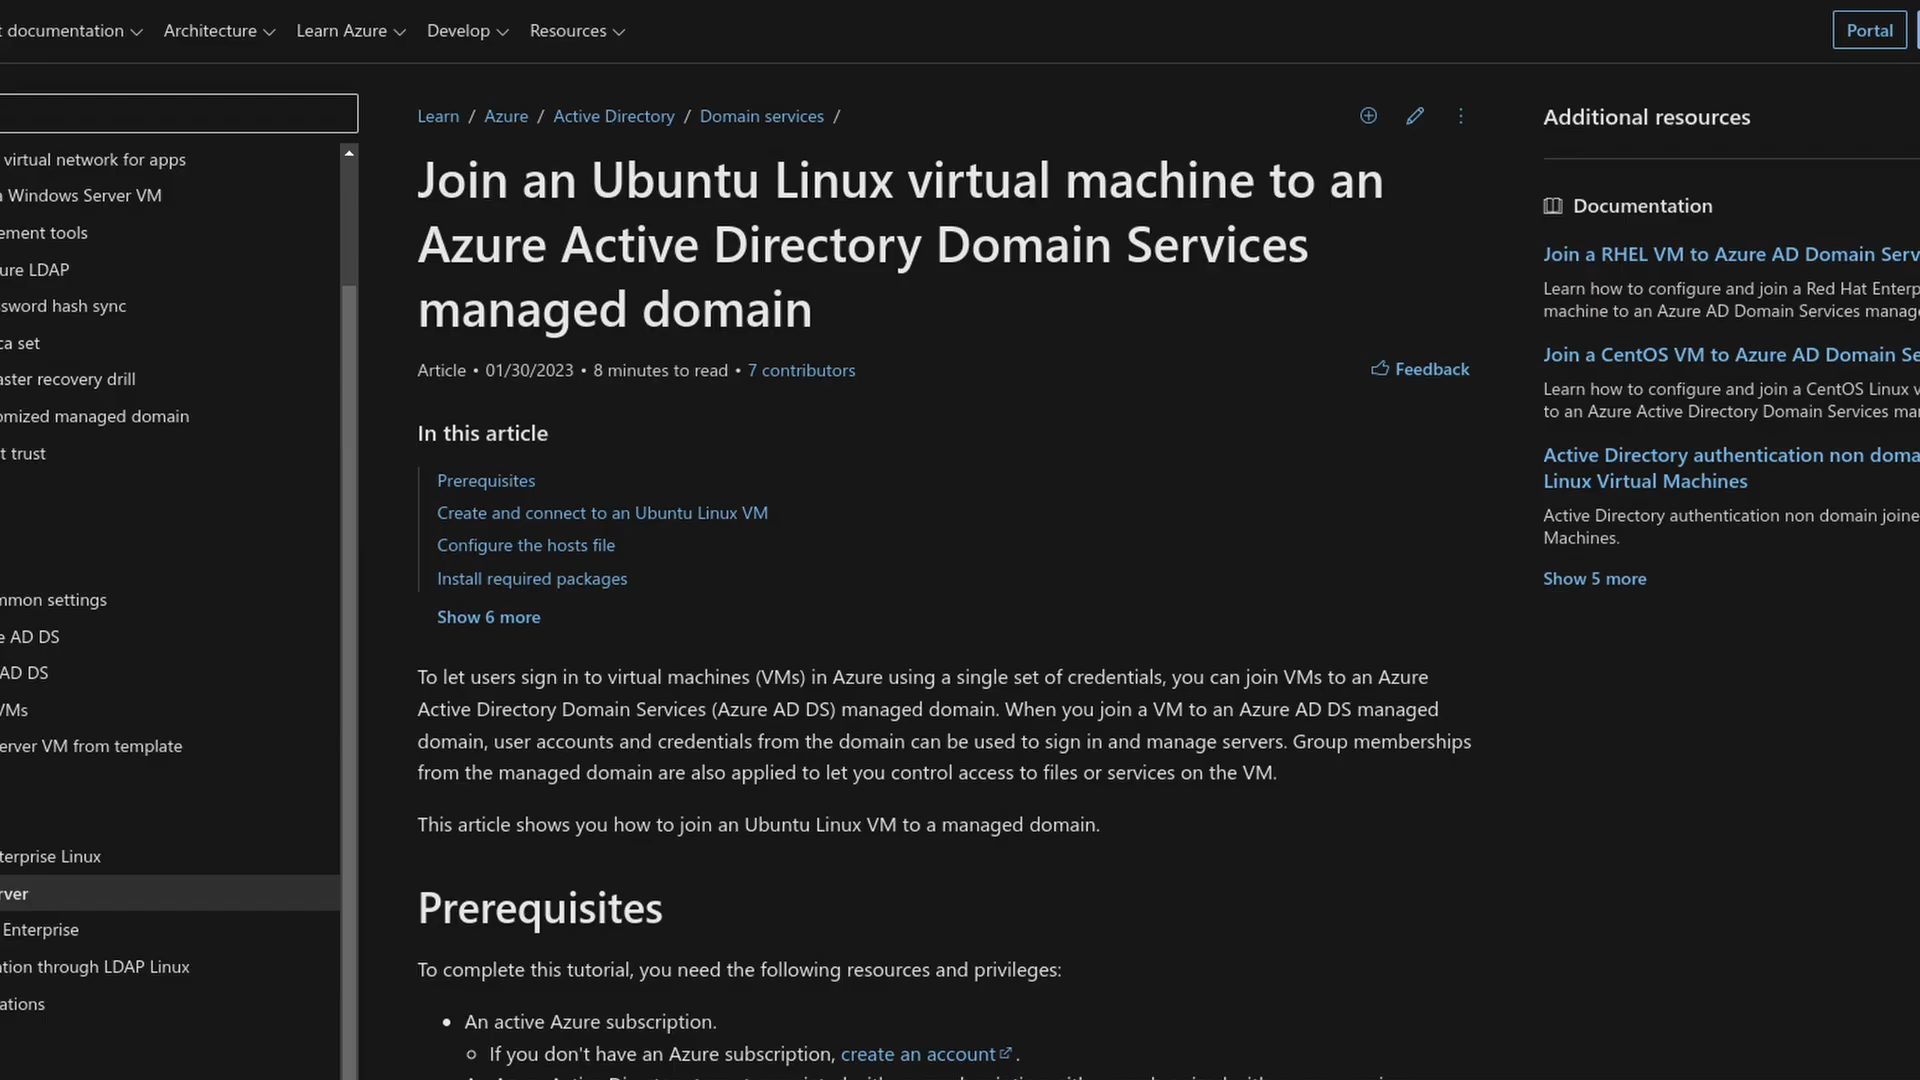 documentation
Architecture
Learn Azure
Develop
Resources
Portal
virtual network for apps
Windows Server VM
ement tools
ure LDAP
sword hash sync
ca set
aster recovery drill
omized managed domain
t trust
mmon settings
e AD DS
AD DS
VMs
erver VM from template
terprise Linux
rver
Enterprise
ation through LDAP Linux
ations
Learn / Azure / Active Directory / Domain services /
Join an Ubuntu Linux virtual machine to an
Azure Active Directory Domain Services
managed domain
Article • 01/30/2023 • 8 minutes to read • 7 contributors
Feedback
In this article
Prerequisites
Create and connect to an Ubuntu Linux VM
Configure the hosts file
Install required packages
Show 6 more
To let users sign in to virtual machines (VMs) in Azure using a single set of credentials, you can join VMs to an Azure
Active Directory Domain Services (Azure AD DS) managed domain. When you join a VM to an Azure AD DS managed
domain, user accounts and credentials from the domain can be used to sign in and manage servers. Group memberships
from the managed domain are also applied to let you control access to files or services on the VM.
This article shows you how to join an Ubuntu Linux VM to a managed domain.
Prerequisites
To complete this tutorial, you need the following resources and privileges:
• An active Azure subscription.
○ If you don't have an Azure subscription, create an account.
Additional resources
Documentation
Join a RHEL VM to Azure AD Domain Serv
Learn how to configure and join a Red Hat Enterp
machine to an Azure AD Domain Services manag
Join a CentOS VM to Azure AD Domain Se
Learn how to configure and join a CentOS Linux v
to an Azure Active Directory Domain Services ma
Active Directory authentication non doma
Linux Virtual Machines
Active Directory authentication non domain joine
Machines.
Show 5 more